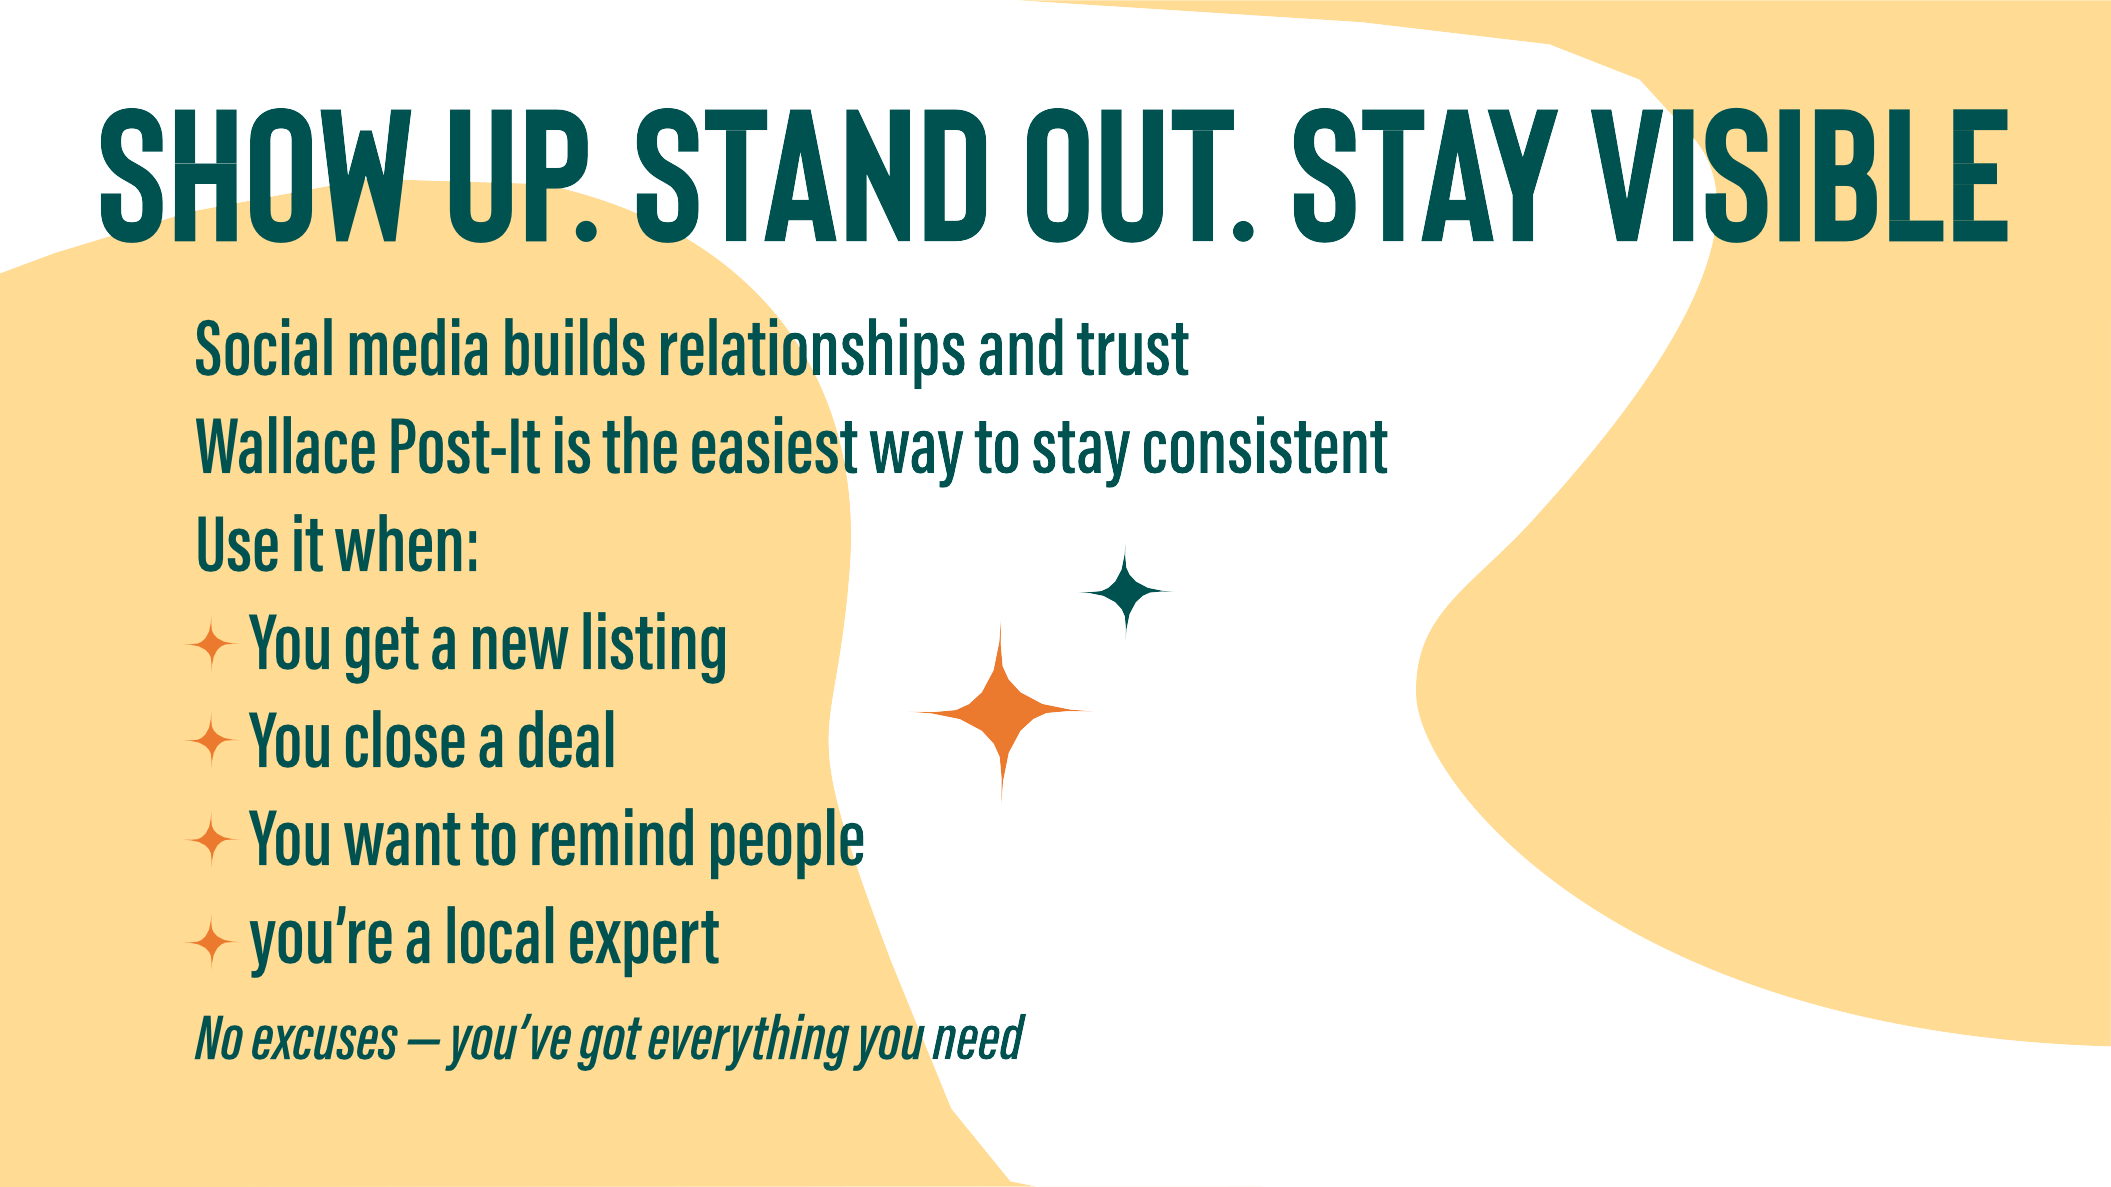 SHOW UP. STAND OUT. STAY VISIBLE
Social media builds relationships and trust
Wallace Post-It is the easiest way to stay consistent
Use it when:
You get a new listing
You close a deal
You want to remind people
you’re a local expert
No excuses – you’ve got everything you need